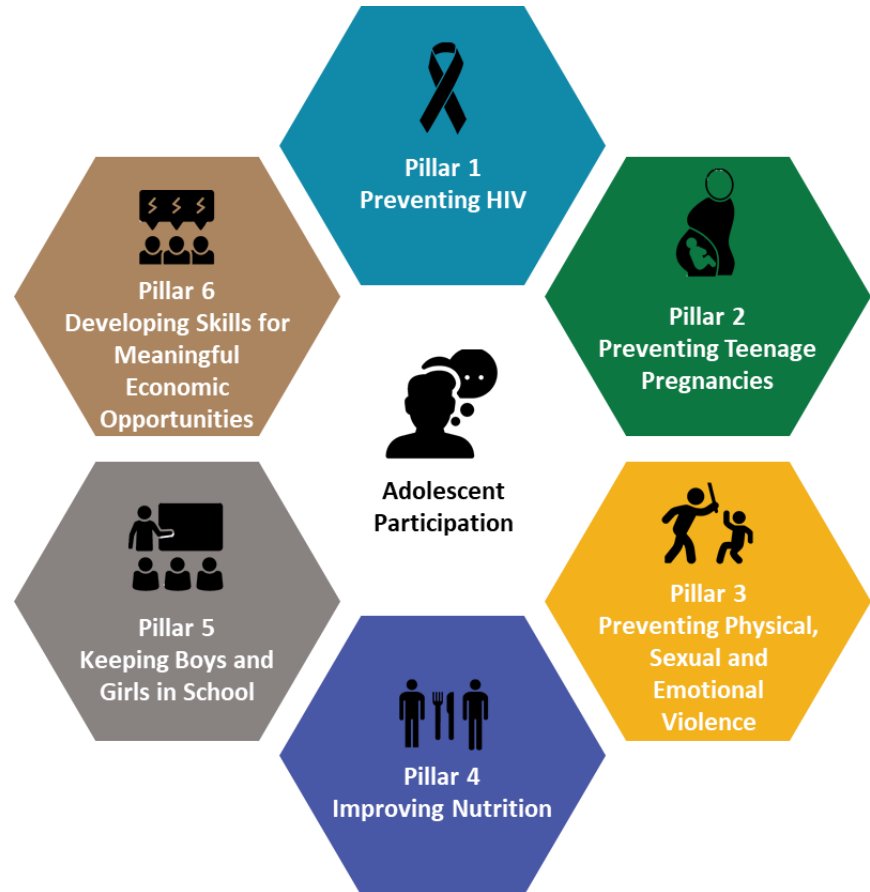 Pillar 1
Preventing HIV
Pillar 2
Preventing Teenage
Pregnancies
Pillar 3
Preventing Physical,
Sexual and
Emotional
Violence
Pillar 4
Improving Nutrition
Pillar 5
Keeping Boys and
Girls in School
Pillar 6
Developing Skills for
Meaningful
Economic
Opportunities
Adolescent
Participation